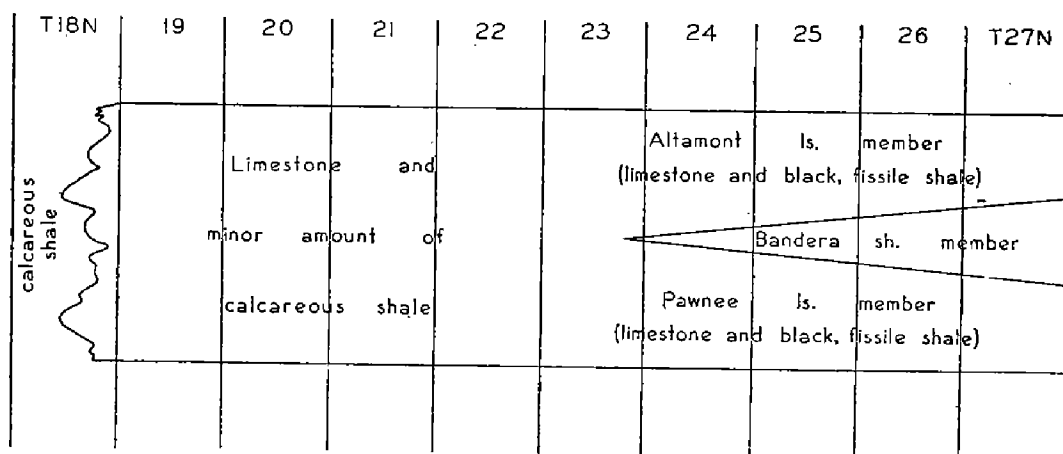 T18N 19 20 21 22 23 24 25 26 T27N
calcareous
shale
Limestone and
minor amount of
calcareous shale
Altamont ls. member
(limestone and black, fissile shale)
Bandera sh. member
Pawnee ls. member
(limestone and black, fissile shale)